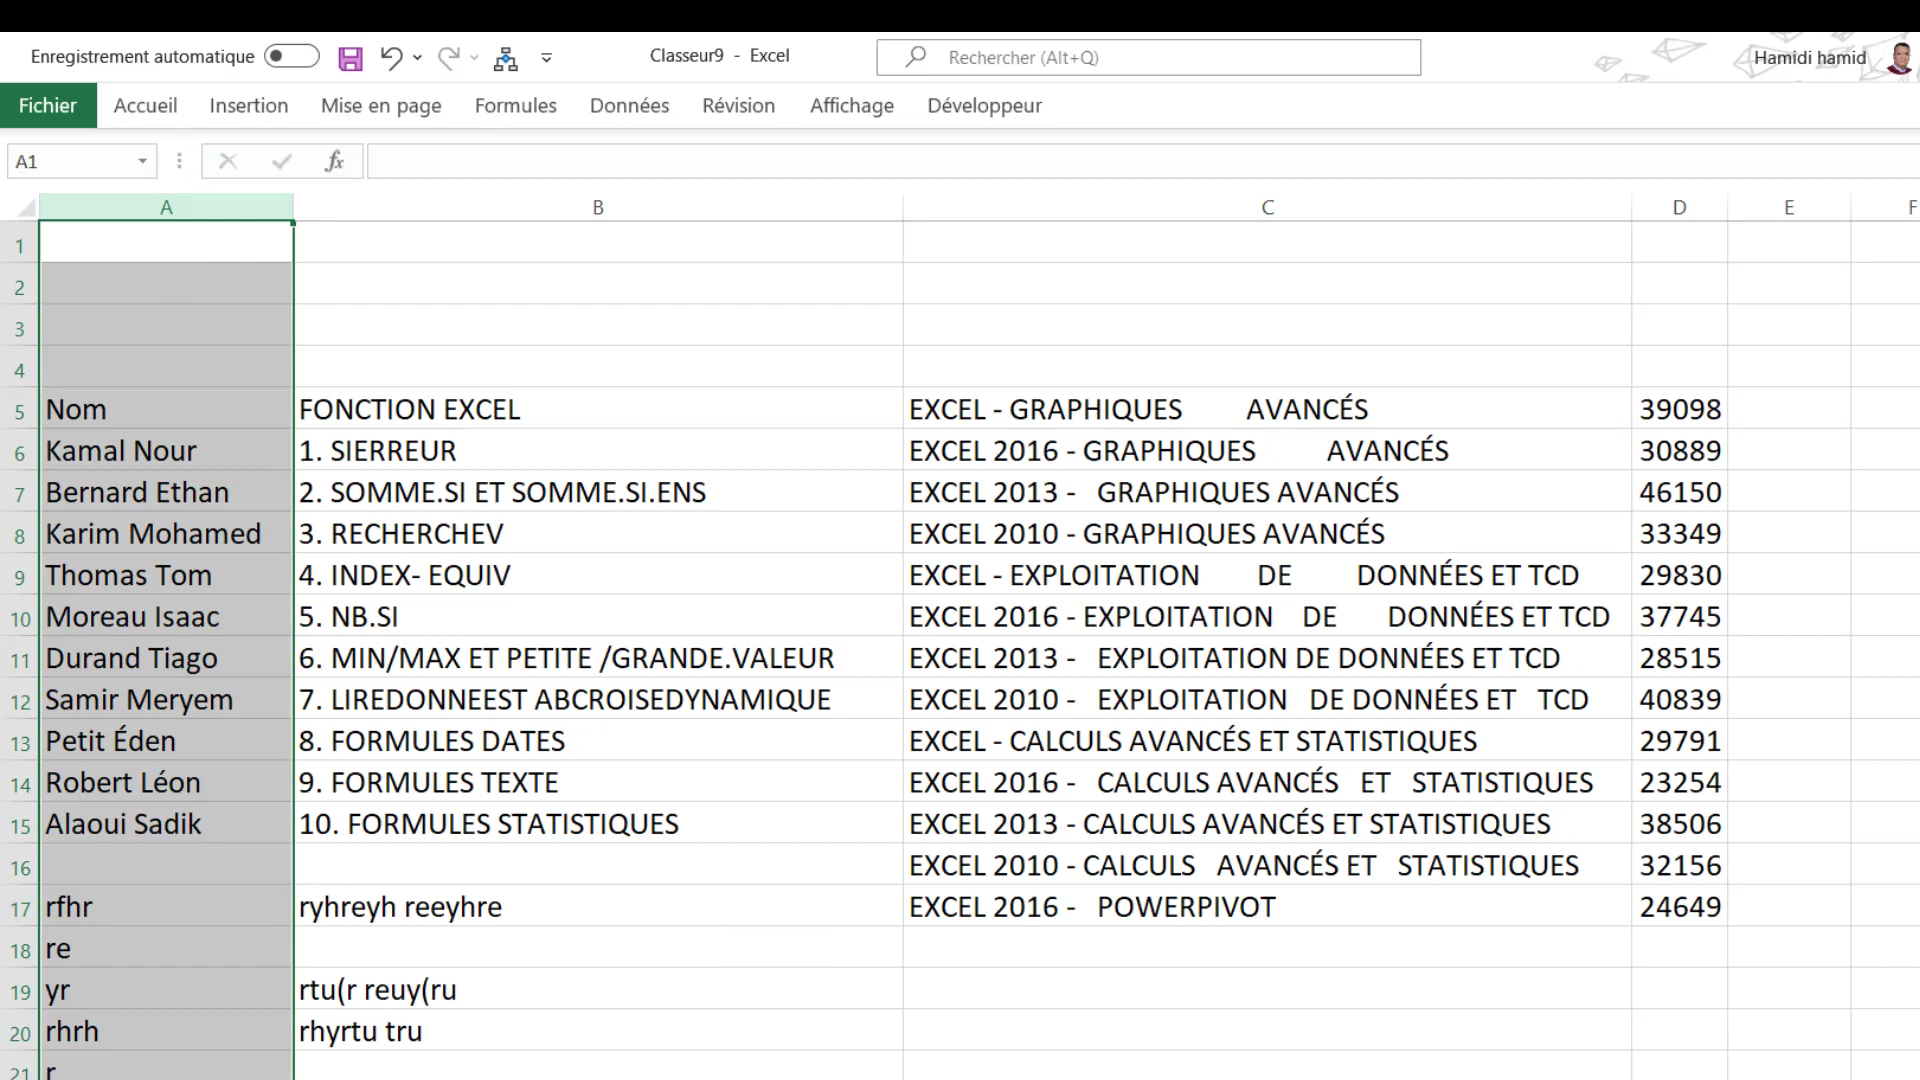 Enregistrement automatique Classeur9 - Excel Rechercher (Alt+Q) Hamidi hamid
Fichier Accueil Insertion Mise en page Formules Données Révision Affichage Développeur
A1 fx
A B C D E F
1
2
3
4
5 Nom FONCTION EXCEL EXCEL - GRAPHIQUES AVANCÉS 39098
6 Kamal Nour 1. SIERREUR EXCEL 2016 - GRAPHIQUES AVANCÉS 30889
7 Bernard Ethan 2. SOMME.SI ET SOMME.SI.ENS EXCEL 2013 - GRAPHIQUES AVANCÉS 46150
8 Karim Mohamed 3. RECHERCHEV EXCEL 2010 - GRAPHIQUES AVANCÉS 33349
9 Thomas Tom 4. INDEX- EQUIV EXCEL - EXPLOITATION DE DONNÉES ET TCD 29830
10 Moreau Isaac 5. NB.SI EXCEL 2016 - EXPLOITATION DE DONNÉES ET TCD 37745
11 Durand Tiago 6. MIN/MAX ET PETITE /GRANDE.VALEUR EXCEL 2013 - EXPLOITATION DE DONNÉES ET TCD 28515
12 Samir Meryem 7. LIREDONNEEST ABCROISEDYNAMIQUE EXCEL 2010 - EXPLOITATION DE DONNÉES ET TCD 40839
13 Petit Éden 8. FORMULES DATES EXCEL - CALCULS AVANCÉS ET STATISTIQUES 29791
14 Robert Léon 9. FORMULES TEXTE EXCEL 2016 - CALCULS AVANCÉS ET STATISTIQUES 23254
15 Alaoui Sadik 10. FORMULES STATISTIQUES EXCEL 2013 - CALCULS AVANCÉS ET STATISTIQUES 38506
16 EXCEL 2010 - CALCULS AVANCÉS ET STATISTIQUES 32156
17 rfhr ryhreyh reeyhre EXCEL 2016 - POWERPIVOT 24649
18 re
19 yr rtu(r reuy(ru
20 rhrh rhyrtu tru
21 r